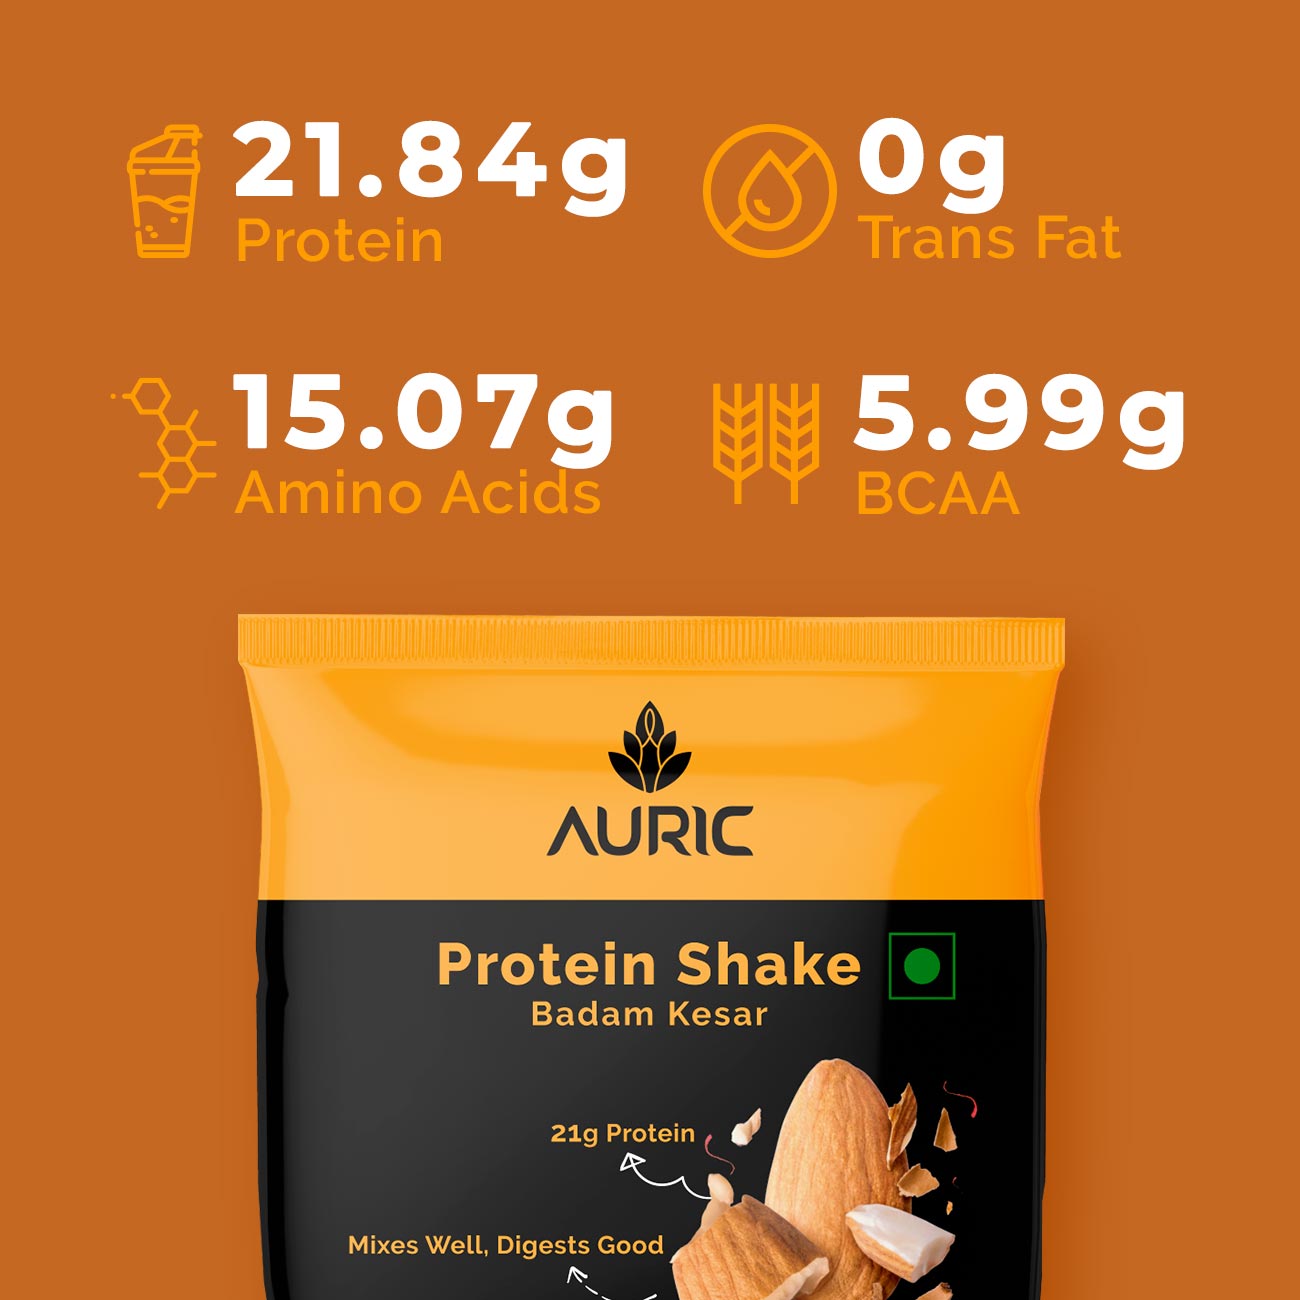 21.84g
Protein
0g
Trans Fat
15.07g
Amino Acids
5.99g
BCAA
AURIC
Protein Shake
Badam Kesar
21g Protein
Mixes Well, Digests Good